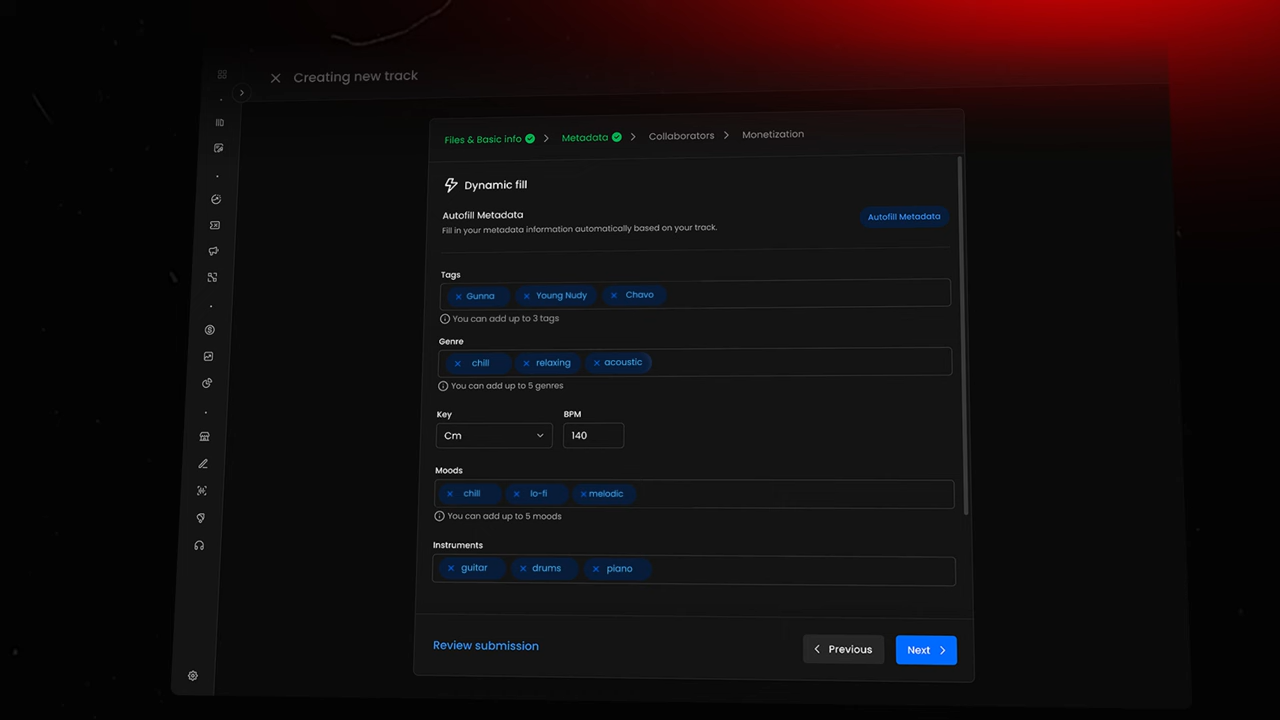 Creating new track
Files & Basic info
Metadata
Collaborators
Monetization
Dynamic fill
Autofill Metadata
Fill in your metadata information automatically based on your track.
Autofill Metadata
Tags
Gunna
Young Nudy
Chavo
You can add up to 3 tags
Genre
chill
relaxing
acoustic
You can add up to 5 genres
Key
BPM
Cm
140
Moods
chill
lo-fi
melodic
You can add up to 5 moods
Instruments
guitar
drums
piano
Review submission
Previous
Next